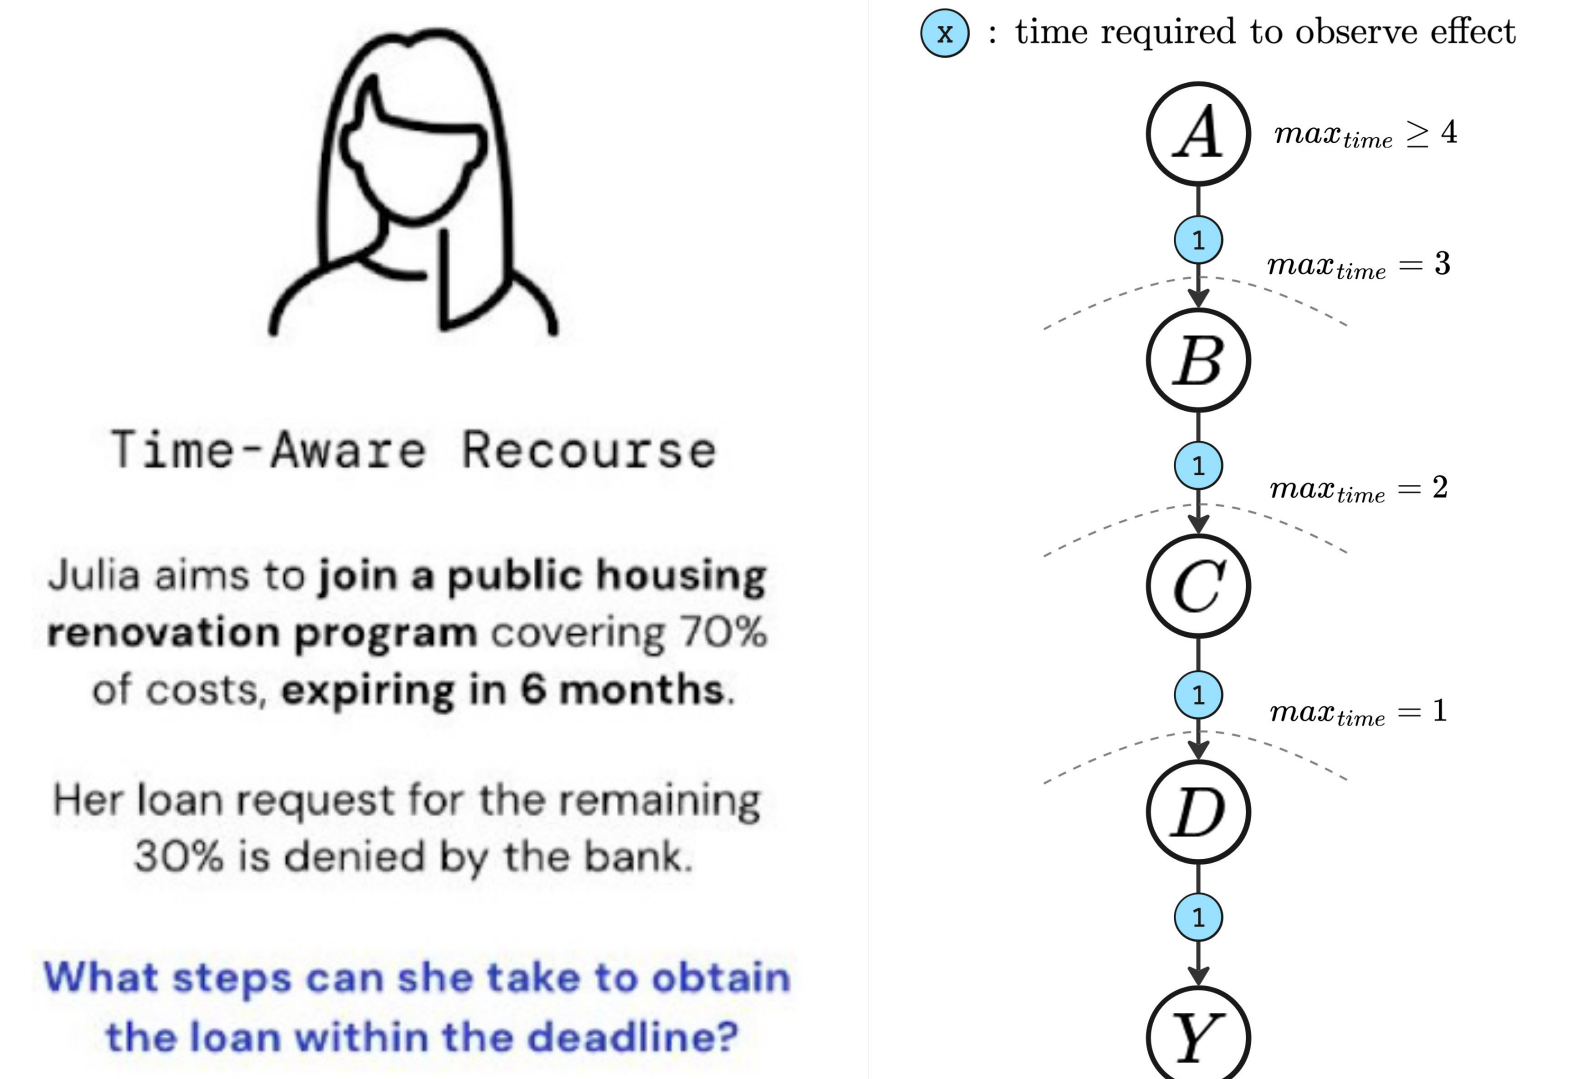 Time-Aware Recourse
Julia aims to join a public housing
renovation program covering 70%
of costs, expiring in 6 months.
Her loan request for the remaining
30% is denied by the bank.
What steps can she take to obtain
the loan within the deadline?
x : time required to observe effect
A max_time ≥ 4
1
max_time = 3
B
1
max_time = 2
C
1
max_time = 1
D
1
Y